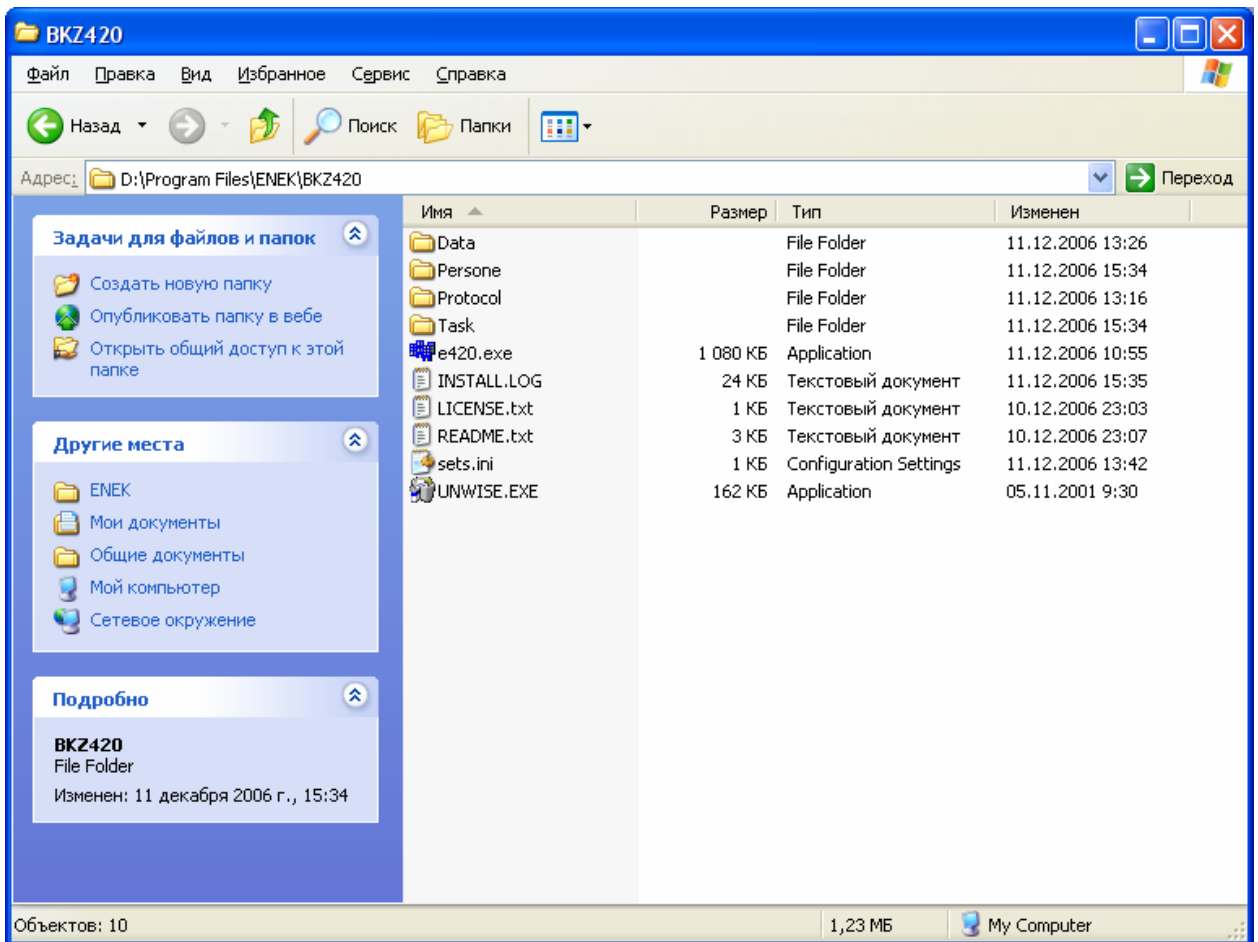 BKZ420
Файл Правка Вид Избранное Сервис Справка
Назад Поиск Папки
Адрес: D:\Program Files\ENEK\BKZ420 Переход
Имя Размер Тип Изменен
Задачи для файлов и папок
Создать новую папку
Опубликовать папку в вебе
Открыть общий доступ к этой
папке
Другие места
ENEK
Мои документы
Общие документы
Мой компьютер
Сетевое окружение
Подробно
BKZ420
File Folder
Изменен: 11 декабря 2006 г., 15:34
Data File Folder 11.12.2006 13:26
Persone File Folder 11.12.2006 15:34
Protocol File Folder 11.12.2006 13:16
Task File Folder 11.12.2006 15:34
e420.exe 1 080 КБ Application 11.12.2006 10:55
INSTALL.LOG 24 КБ Текстовый документ 11.12.2006 15:35
LICENSE.txt 1 КБ Текстовый документ 10.12.2006 23:03
README.txt 3 КБ Текстовый документ 10.12.2006 23:07
sets.ini 1 КБ Configuration Settings 11.12.2006 13:42
UNWISE.EXE 162 КБ Application 05.11.2001 9:30
Объектов: 10 1,23 МБ My Computer